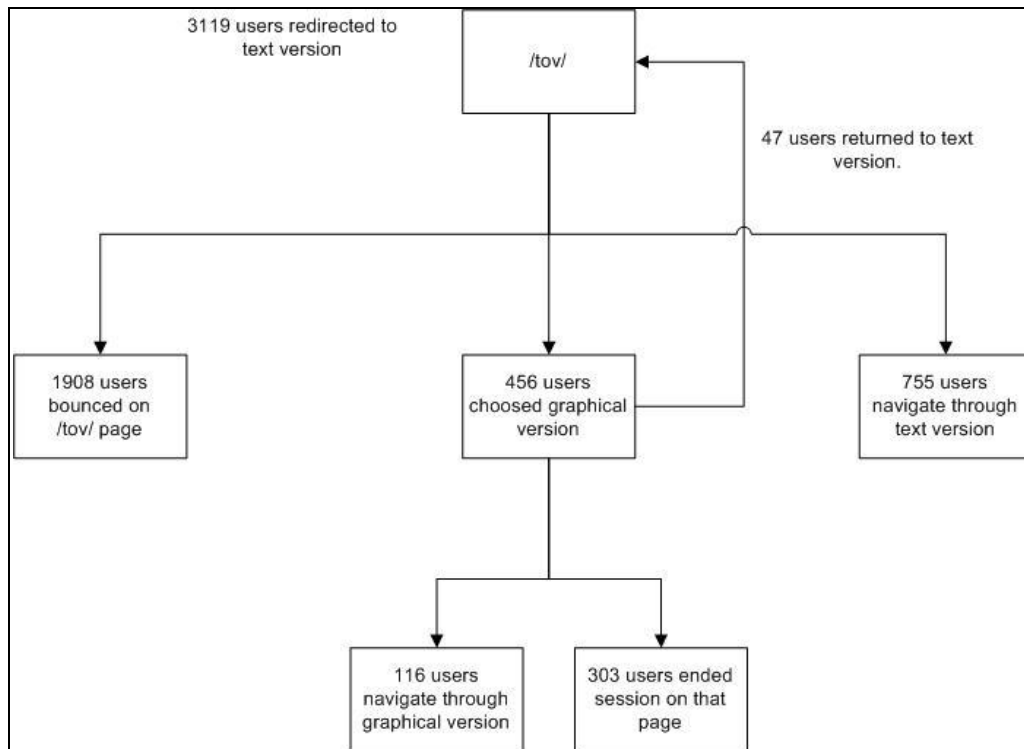 3119 users redirected to
text version
/tov/
47 users returned to text
version.
1908 users
bounced on
/tov/ page
456 users
choosed graphical
version
755 users
navigate through
text version
116 users
navigate through
graphical version
303 users ended
session on that
page